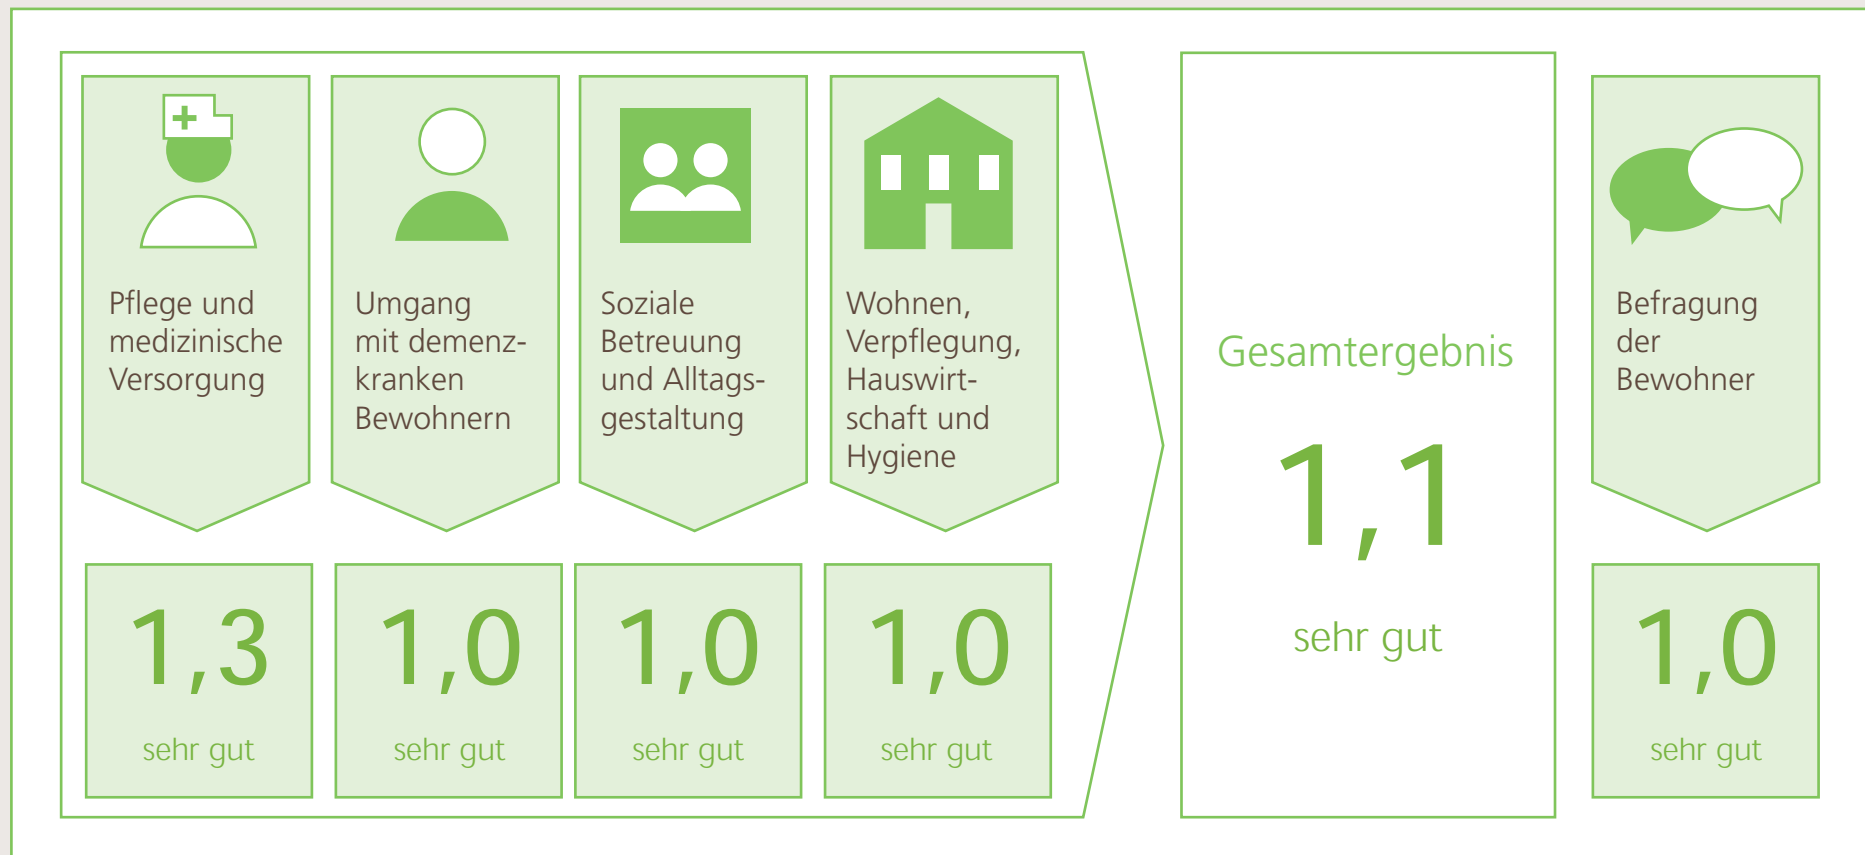 Pflege und
medizinische
Versorgung
1,3
sehr gut
Umgang
mit demenz-
kranken
Bewohnern
1,0
sehr gut
Soziale
Betreuung
und Alltags-
gestaltung
1,0
sehr gut
Wohnen,
Verpflegung,
Hauswirt-
schaft und
Hygiene
1,0
sehr gut
Gesamtergebnis
1,1
sehr gut
Befragung
der
Bewohner
1,0
sehr gut